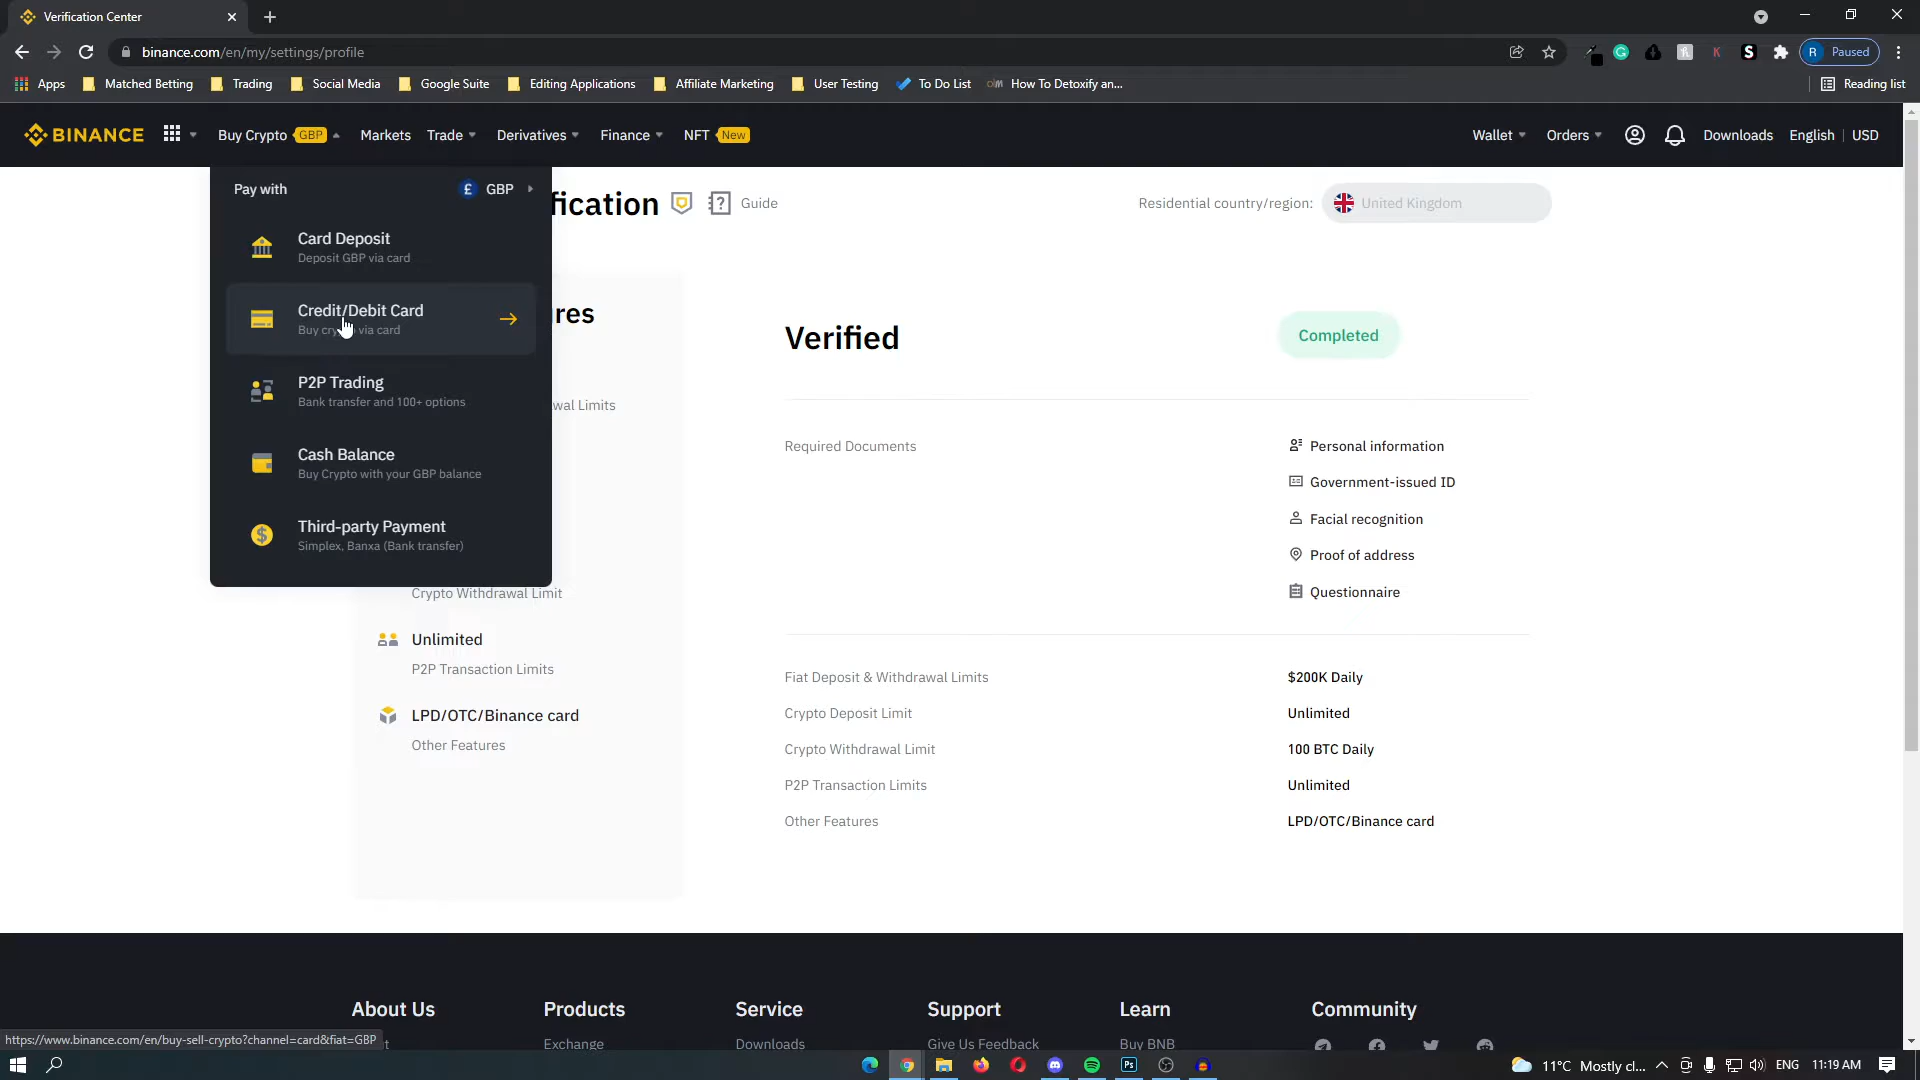 Verification Center
binance.com/en/my/settings/profile
R Paused
Apps Matched Betting Trading Social Media Google Suite Editing Applications Affiliate Marketing User Testing To Do List How To Detoxify an... Reading list
BINANCE Buy Crypto GBP Markets Trade Derivatives Finance NFT New Wallet Orders Downloads English USD
Pay with £ GBP
Card Deposit
Deposit GBP via card
Credit/Debit Card
Buy via card
P2P Trading
Bank transfer and 100+ options
Cash Balance
Buy Crypto with your GBP balance
Third-party Payment
Simplex, Banxa (Bank transfer)
fication Guide Residential country/region: United Kingdom
res
wal Limits
Crypto Withdrawal Limit
Unlimited
P2P Transaction Limits
LPD/OTC/Binance card
Other Features
Verified Completed
Required Documents Personal information
Government-issued ID
Facial recognition
Proof of address
Questionnaire
Fiat Deposit & Withdrawal Limits $200K Daily
Crypto Deposit Limit Unlimited
Crypto Withdrawal Limit 100 BTC Daily
P2P Transaction Limits Unlimited
Other Features LPD/OTC/Binance card
About Us Products Service Support Learn Community
Exchange Downloads Give Us Feedback Buy BNB
https://www.binance.com/en/buy-sell-crypto?channel=card&fiat=GBP
11°C Mostly cl... ENG 11:19 AM